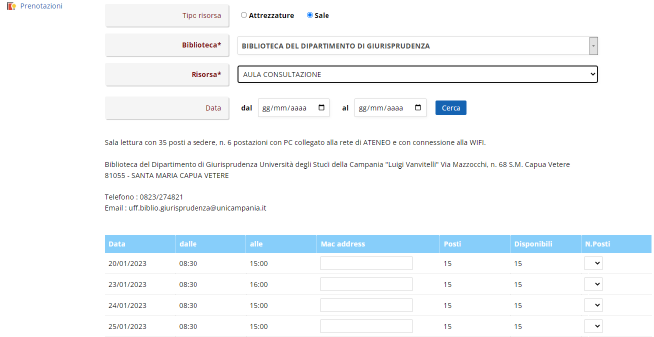 Prenotazioni
Tipo risorsa Attrezzature Sale
Biblioteca* BIBLIOTECA DEL DIPARTIMENTO DI GIURISPRUDENZA
Risorsa* AULA CONSULTAZIONE
Data dal gg/mm/aaaa al gg/mm/aaaa Cerca
Sala lettura con 35 posti a sedere, n. 6 postazioni con PC collegato alla rete di ATENEO e con connessione alla WIFI.
Biblioteca del Dipartimento di Giurisprudenza Università degli Studi della Campania "Luigi Vanvitelli" Via Mazzocchi, n. 68 S.M. Capua Vetere
81055 - SANTA MARIA CAPUA VETERE
Telefono : 0823/274821
Email : uff.biblio.giurisprudenza@unicampania.it
Data dalle alle Mac address Posti Disponibili N.Posti
20/01/2023 08:30 15:00 15 15
23/01/2023 08:30 16:00 15 15
24/01/2023 08:30 15:00 15 15
25/01/2023 08:30 15:00 15 15